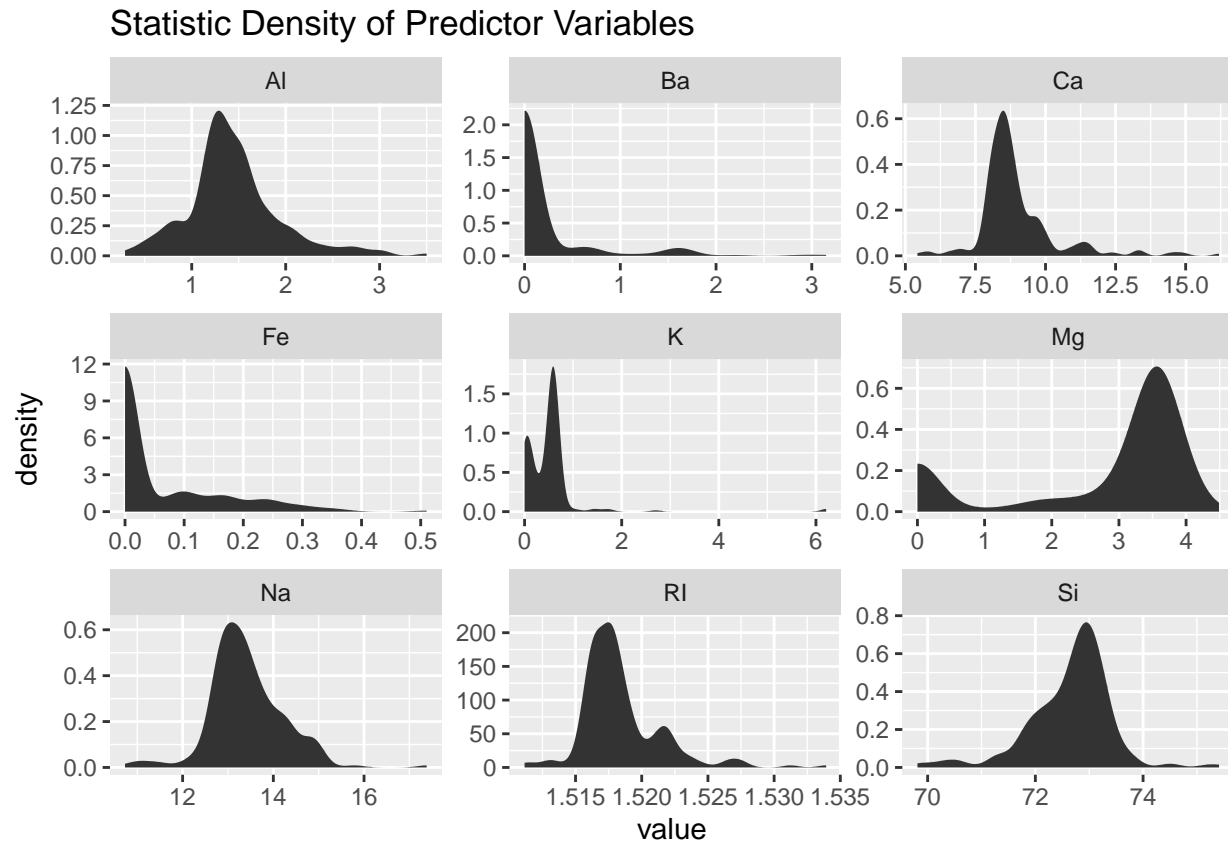 Statistic Density of Predictor Variables
Al Ba Ca
1.25
1.00
0.75
0.50
0.25
0.00
1 2 3
2.0
1.5
1.0
0.5
0.0
0 1 2 3
0.6
0.4
0.2
0.0
5.0 7.5 10.0 12.5 15.0
Fe K Mg
density
12
9
6
3
0
0.0 0.1 0.2 0.3 0.4 0.5
1.5
1.0
0.5
0.0
0 2 4 6
0.6
0.4
0.2
0.0
0 1 2 3 4
Na RI Si
0.6
0.4
0.2
0.0
12 14 16
200
150
100
50
0
1.515 1.520 1.525 1.530 1.535
0.8
0.6
0.4
0.2
0.0
70 72 74
value